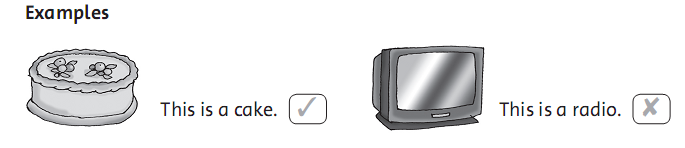 Examples
This is a cake. ✓ This is a radio. ✗